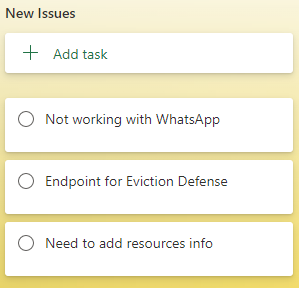 New Issues
Add task
Not working with WhatsApp
Endpoint for Eviction Defense
Need to add resources info